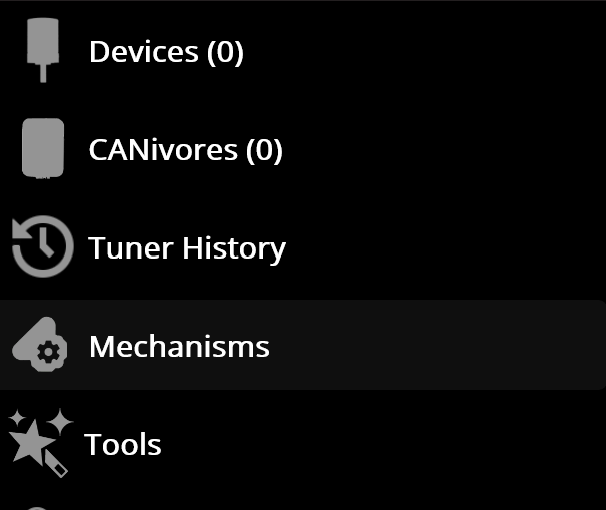 Devices (0)
CANivores (0)
Tuner History
Mechanisms
Tools